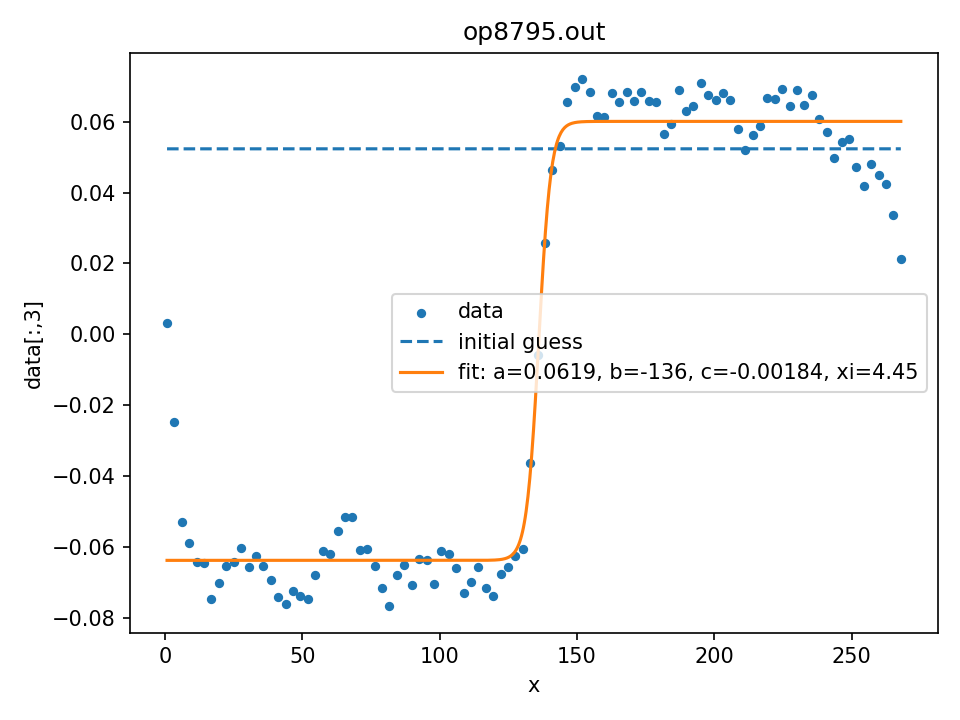 op8795.out
data[:,3]
0.06
0.04
0.02
0.00
−0.02
−0.04
−0.06
−0.08
data
initial guess
fit: a=0.0619, b=-136, c=-0.00184, xi=4.45
0 50 100 150 200 250
x